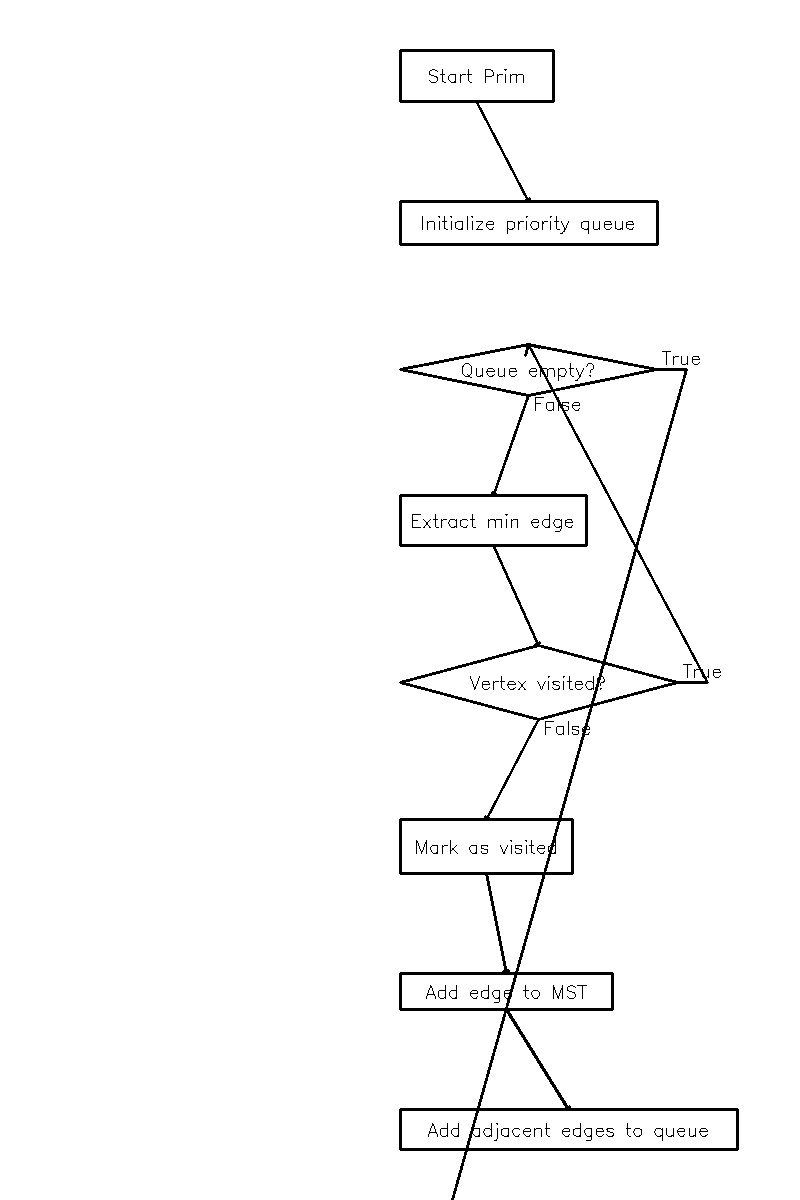 Start Prim
Initialize priority queue
True
Queue empty?
False
Extract min edge
True
Vertex visited?
False
Mark as visited
Add edge to MST
Add adjacent edges to queue